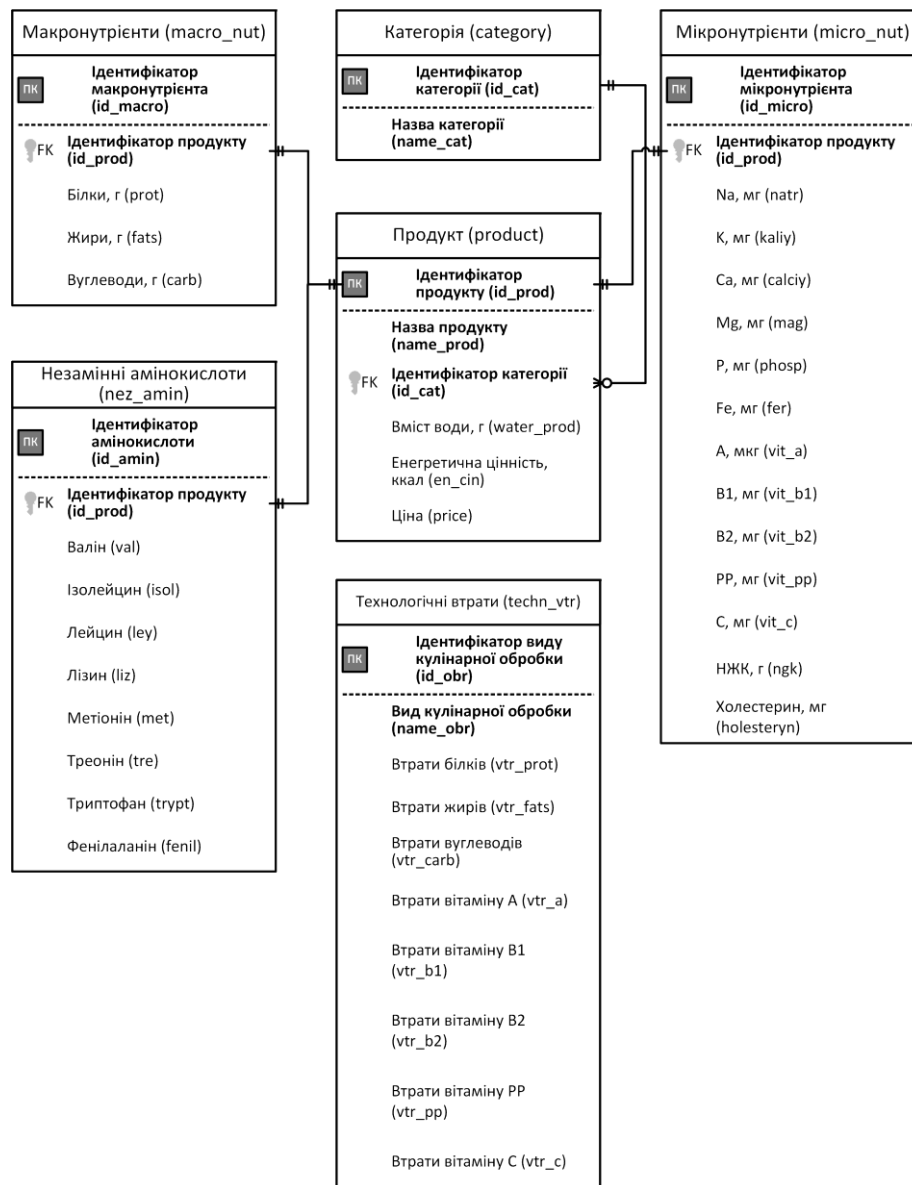 Макронутрієнти (macro_nut)
ПК
Ідентифікатор
макронутрієнта
(id_macro)
FK
Ідентифікатор продукту
(id_prod)
Білки, г (prot)
Жири, г (fats)
Вуглеводи, г (carb)
Незамінні амінокислоти
(nez_amin)
ПК
Ідентифікатор
амінокислоти
(id_amin)
FK
Ідентифікатор продукту
(id_prod)
Валін (val)
Ізолейцин (isol)
Лейцин (ley)
Лізин (liz)
Метіонін (met)
Треонін (tre)
Триптофан (trypt)
Фенілаланін (fenil)
Категорія (category)
ПК
Ідентифікатор
категорії (id_cat)
Назва категорії
(name_cat)
Продукт (product)
ПК
Ідентифікатор
продукту (id_prod)
Назва продукту
(name_prod)
FK
Ідентифікатор категорії
(id_cat)
Вміст води, г (water_prod)
Енегретична цінність,
ккал (en_cin)
Ціна (price)
Технологічні втрати (techn_vtr)
ПК
Ідентифікатор виду
кулінарної обробки
(id_obr)
Вид кулінарної обробки
(name_obr)
Втрати білків (vtr_prot)
Втрати жирів (vtr_fats)
Втрати вуглеводів
(vtr_carb)
Втрати вітаміну А (vtr_a)
Втрати вітаміну В1
(vtr_b1)
Втрати вітаміну В2
(vtr_b2)
Втрати вітаміну РР
(vtr_pp)
Втрати вітаміну С (vtr_c)
Мікронутрієнти (micro_nut)
ПК
Ідентифікатор
мікронутрієнта
(id_micro)
FK
Ідентифікатор продукту
(id_prod)
Na, мг (natr)
K, мг (kaliy)
Ca, мг (calciy)
Mg, мг (mag)
P, мг (phosp)
Fe, мг (fer)
A, мкг (vit_a)
B1, мг (vit_b1)
B2, мг (vit_b2)
PP, мг (vit_pp)
C, мг (vit_c)
НЖК, г (ngk)
Холестерин, мг
(holesteryn)